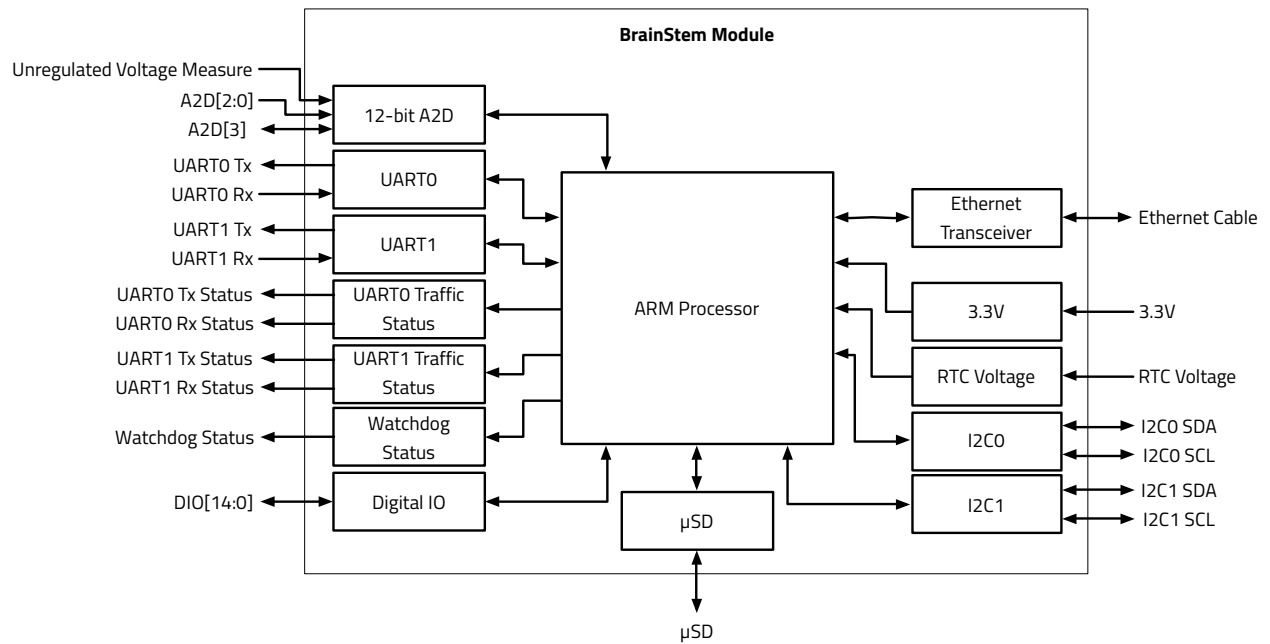 BrainStem Module
Unregulated Voltage Measure
A2D[2:0]
A2D[3]
12-bit A2D
UART0 Tx
UART0 Rx
UART0
UART1 Tx
UART1 Rx
UART1
UART0 Tx Status
UART0 Rx Status
UART0 Traffic
Status
UART1 Tx Status
UART1 Rx Status
UART1 Traffic
Status
Watchdog Status
Watchdog
Status
DIO[14:0]
Digital IO
ARM Processor
µSD
µSD
Ethernet
Transceiver
Ethernet Cable
3.3V
3.3V
RTC Voltage
RTC Voltage
I2C0
I2C0 SDA
I2C0 SCL
I2C1
I2C1 SDA
I2C1 SCL